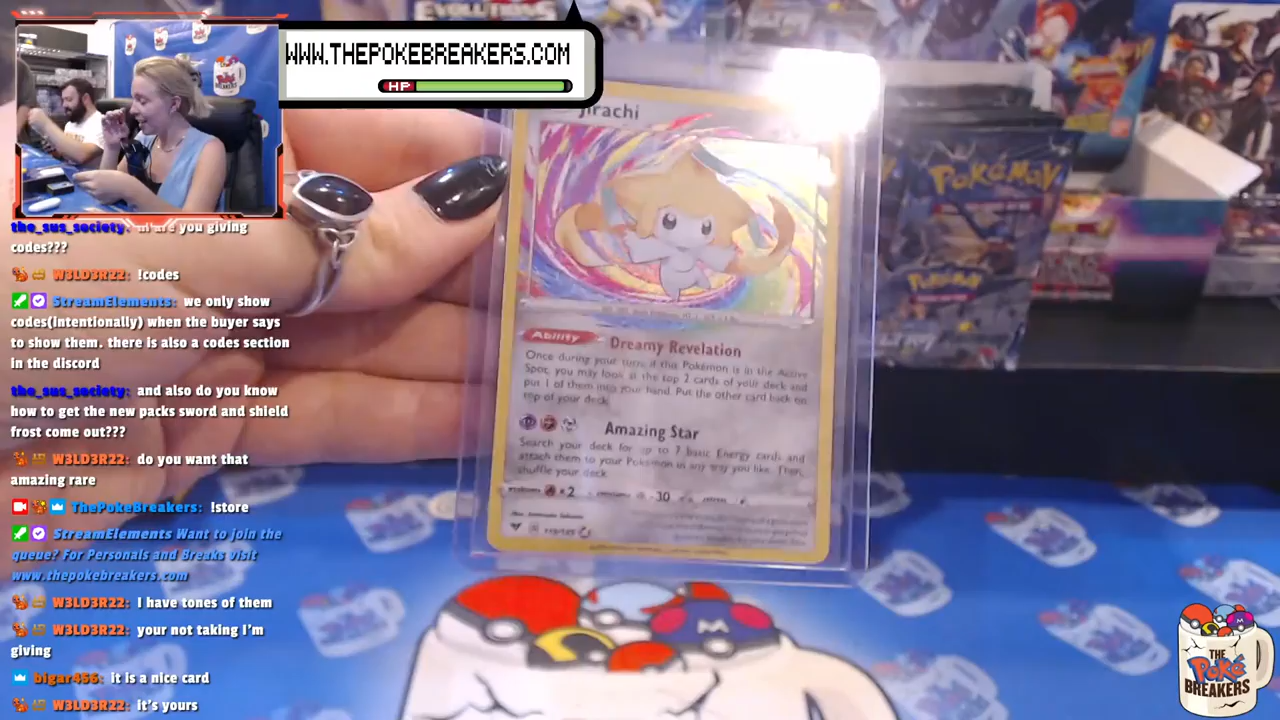 EVOLUTIONS
WWW.THEPOKEBREAKERS.COM
HP
the_sus_society: are you giving
codes???
W3LD3R22: !codes
StreamElements: we only show
codes(intentionally) when the buyer says
to show them. there is also a codes section
in the discord
the_sus_society: and also do you know
how to get the new packs sword and shield
frost come out???
W3LD3R22: do you want that
amazing rare
ThePokeBreakers: !store
StreamElements Want to join the
queue? For Personals and Breaks visit
www.thepokebreakers.com
W3LD3R22: I have tones of them
W3LD3R22: your not taking I'm
giving
bigar456: it is a nice card
W3LD3R22: it's yours
Jirachi
Ability Dreamy Revelation
Once during your turn, if this Pokémon is in the Active
Spot, you may look at the top 2 cards of your deck and
put 1 of them into your hand. Put the other card back on
top of your deck.
Amazing Star
Search your deck for up to 7 basic Energy cards and
attach them to your Pokémon in any way you like. Then,
shuffle your deck.
weakness x2 -30
119/185
POKéMON
POKéMON
M
THE
Poké
BREAKERS